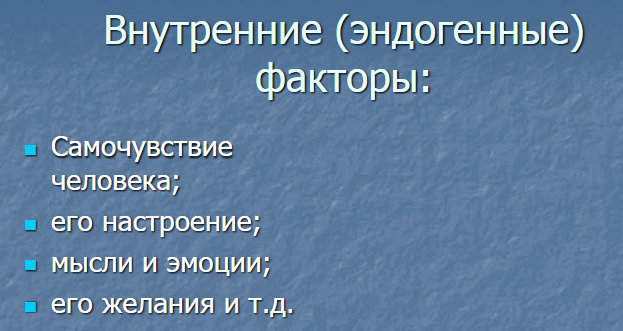 Внутренние (эндогенные)
факторы:
Самочувствие
человека;
его настроение;
мысли и эмоции;
его желания и т.д.